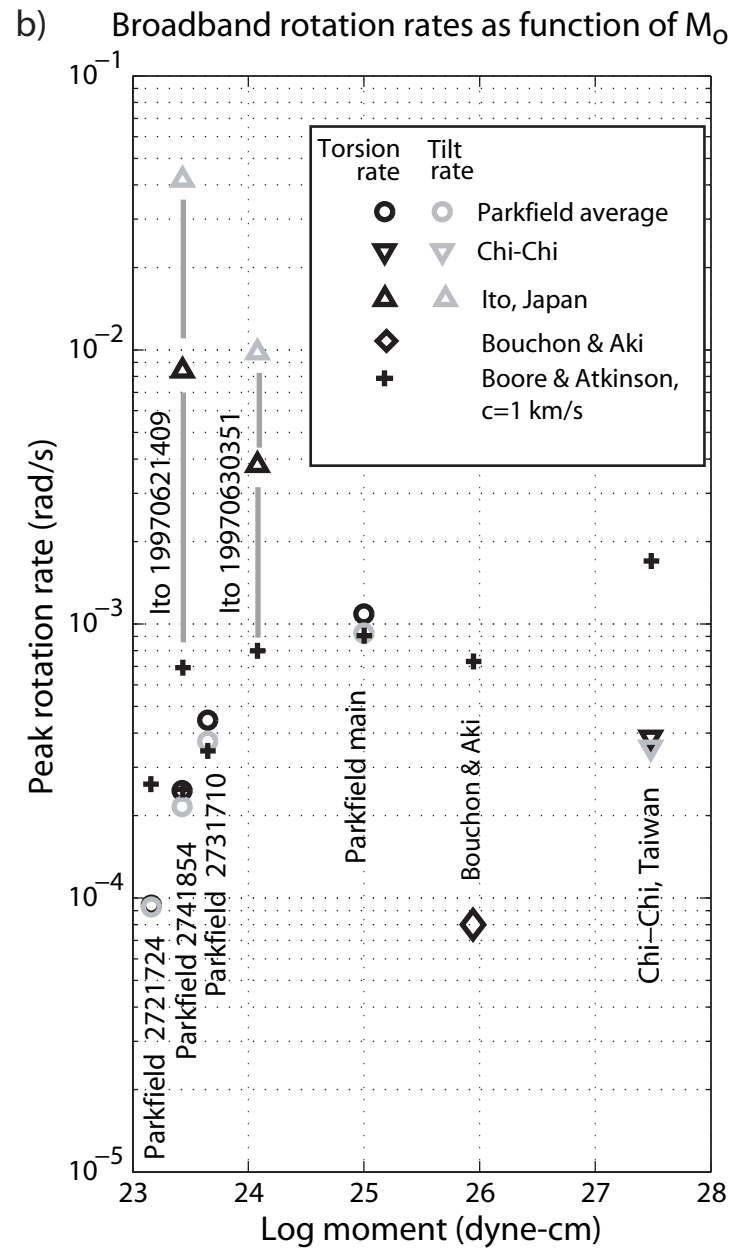 b) Broadband rotation rates as function of Mo
10−1
10−2
10−3
10−4
10−5
Peak rotation rate (rad/s)
Torsion rate
Tilt rate
Parkfield average
Chi-Chi
Ito, Japan
Bouchon & Aki
Boore & Atkinson,
c=1 km/s
Ito 19970621409
Ito 19970630351
Parkfield 2721724
Parkfield 2741854
Parkfield 2731710
Parkfield main
Bouchon & Aki
Chi−Chi, Taiwan
23 24 25 26 27 28
Log moment (dyne-cm)